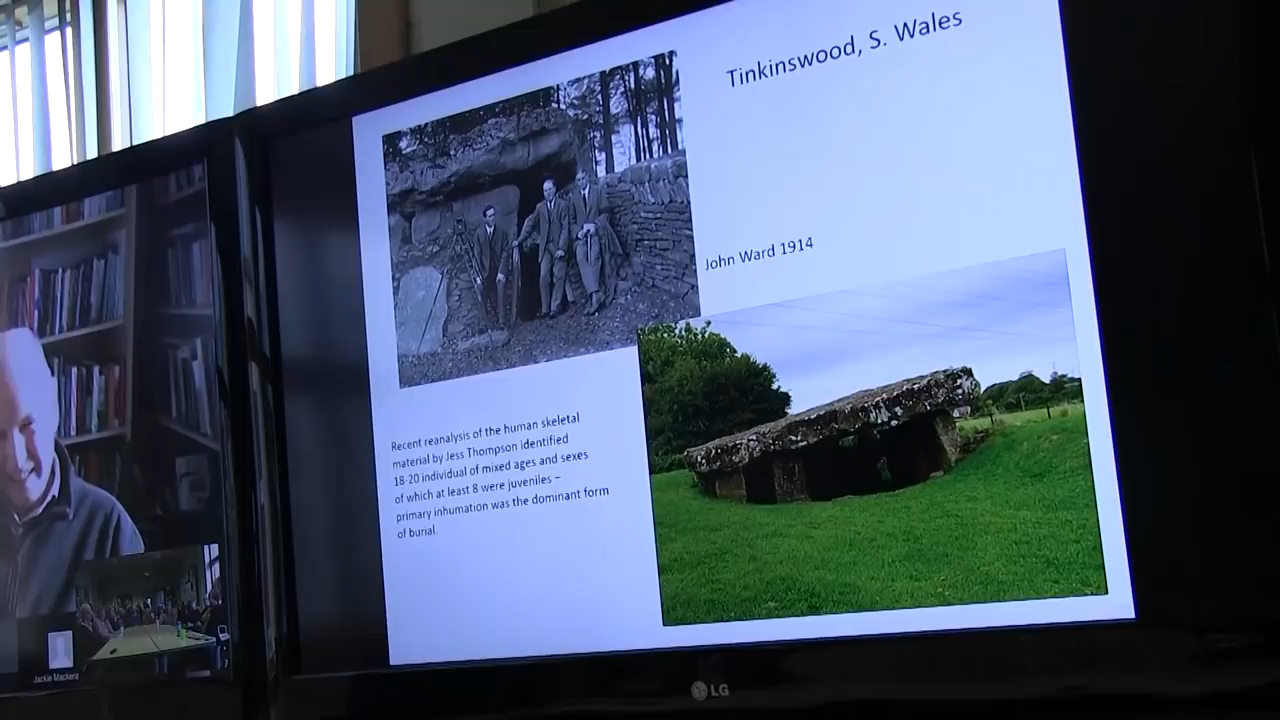 Tinkinswood, S. Wales
John Ward 1914
Recent reanalysis of the human skeletal
material by Jess Thompson identified
18-20 individual of mixed ages and sexes
of which at least 8 were juveniles –
primary inhumation was the dominant form
of burial.
Jackie Mackenz
LG